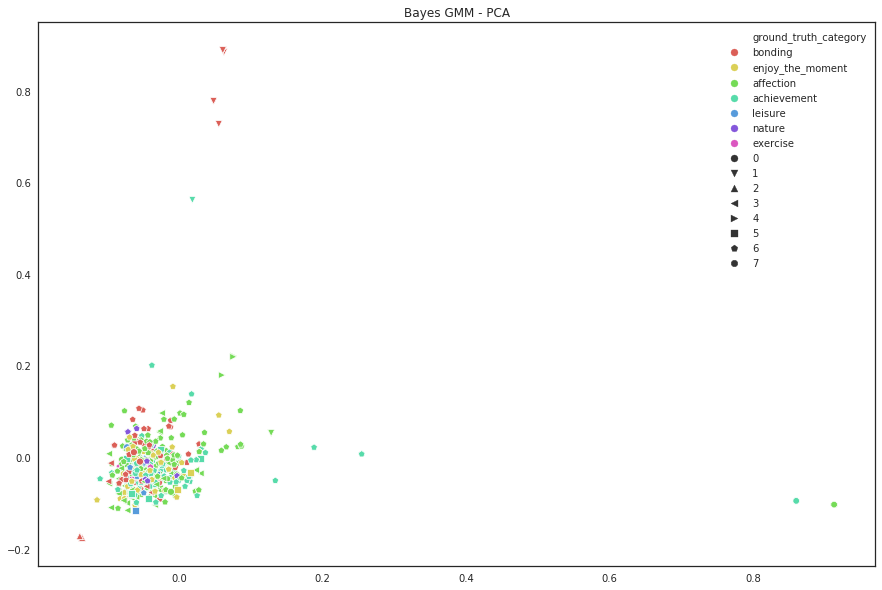 Bayes GMM - PCA
ground_truth_category
bonding
enjoy_the_moment
affection
achievement
leisure
nature
exercise
0
1
2
3
4
5
6
7
0.8
0.6
0.4
0.2
0.0
−0.2
0.0
0.2
0.4
0.6
0.8